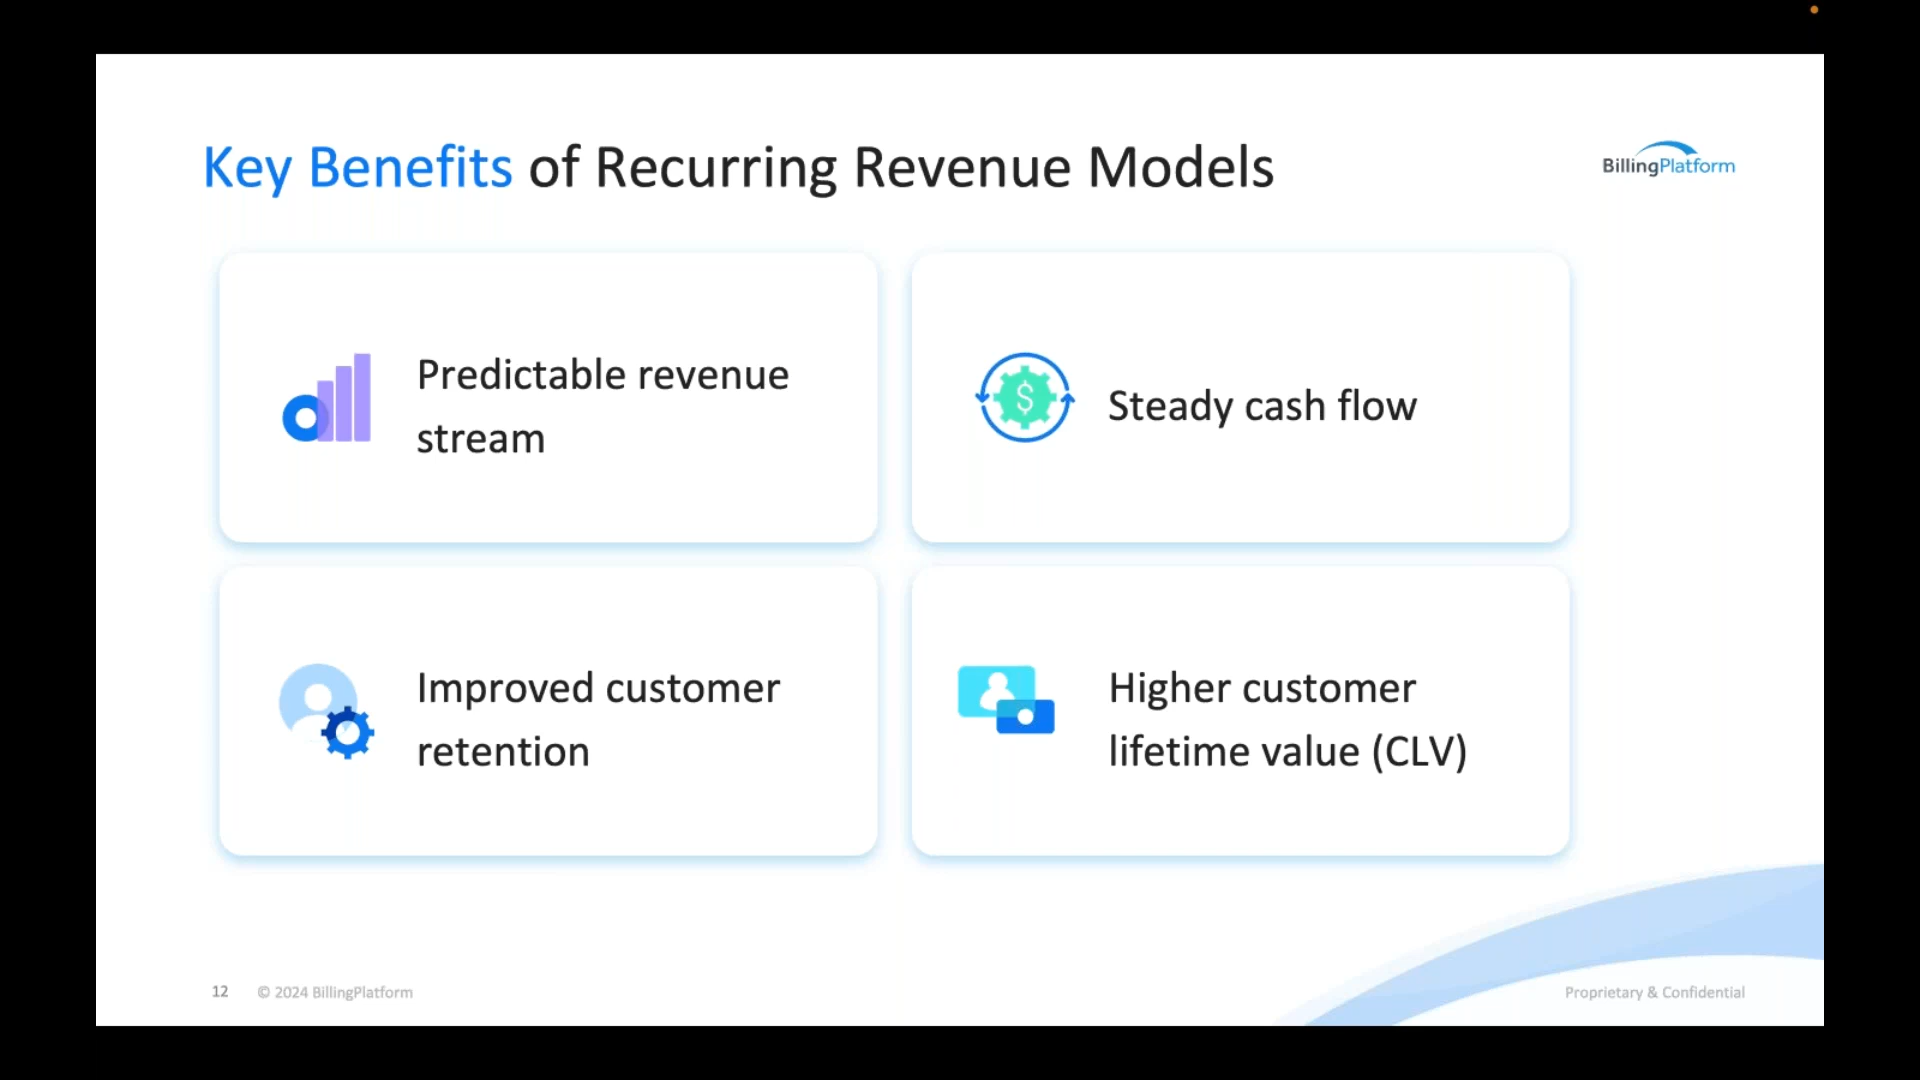 Key Benefits of Recurring Revenue Models
BillingPlatform
Predictable revenue
stream
$
Steady cash flow
Improved customer
retention
Higher customer
lifetime value (CLV)
12
© 2024 BillingPlatform
Proprietary & Confidential